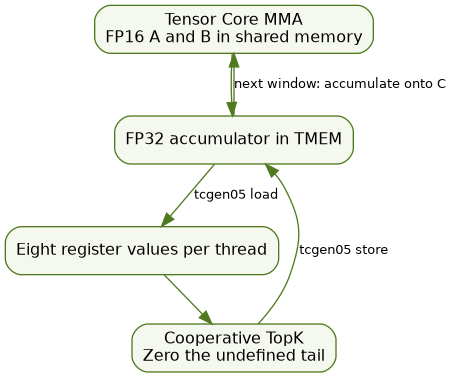 Tensor Core MMA
FP16 A and B in shared memory
next window: accumulate onto C
FP32 accumulator in TMEM
tcgen05 load
Eight register values per thread
tcgen05 store
Cooperative TopK
Zero the undefined tail